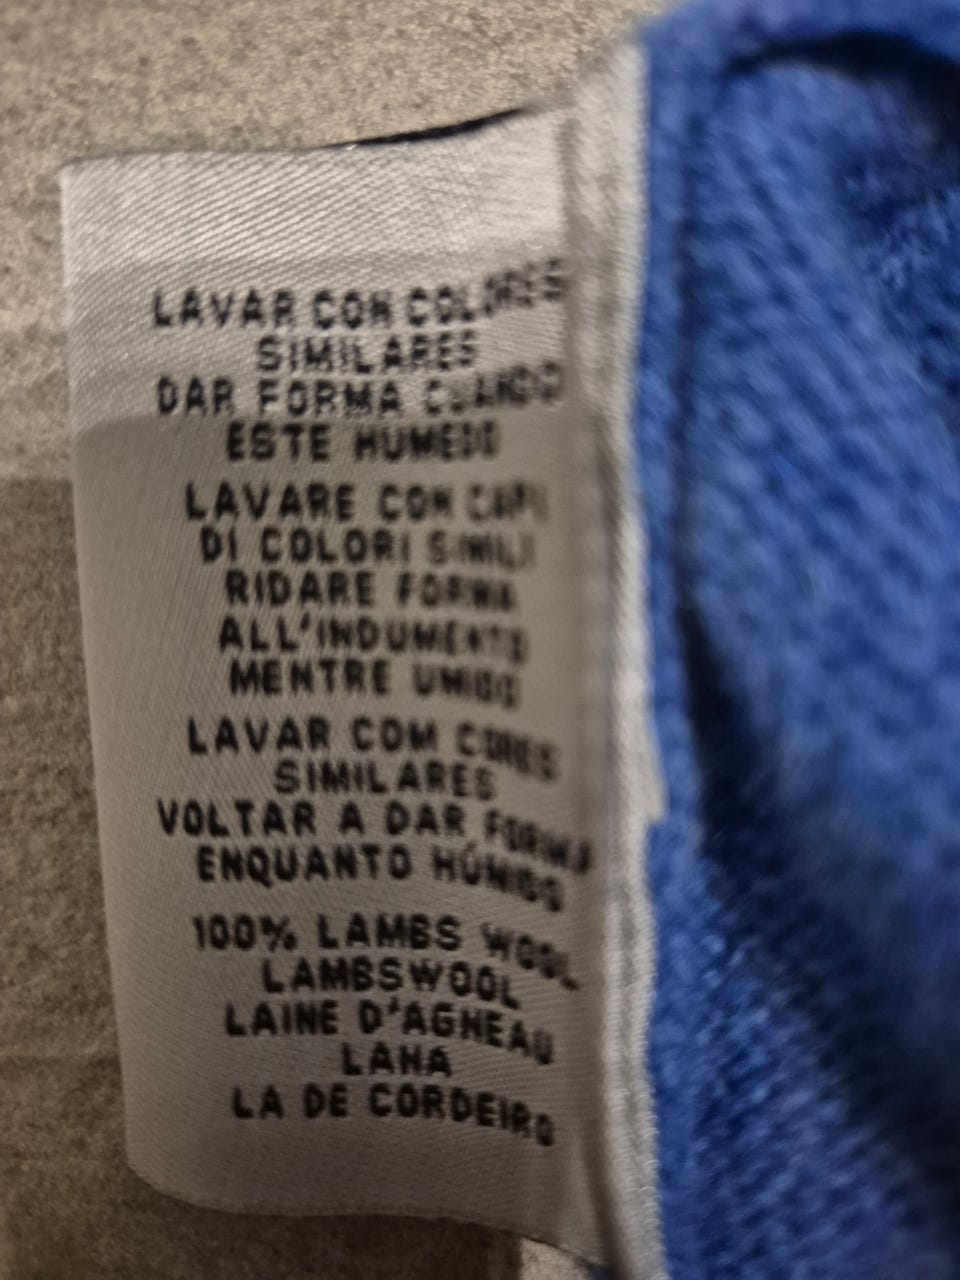 LAVAR CON COLORES
SIMILARES
DAR FORMA CUANDO
ESTE HUMEDO
LAVARE CON CAPI
DI COLORI SIMILI
RIDARE FORMA
ALL'INDUMENTO
MENTRE UMIDO
LAVAR COM CORES
SIMILARES
VOLTAR A DAR FORMA
ENQUANTO HÚMIDO
100% LAMBS WOOL
LAMBSWOOL
LAINE D'AGNEAU
LANA
LA DE CORDEIRO